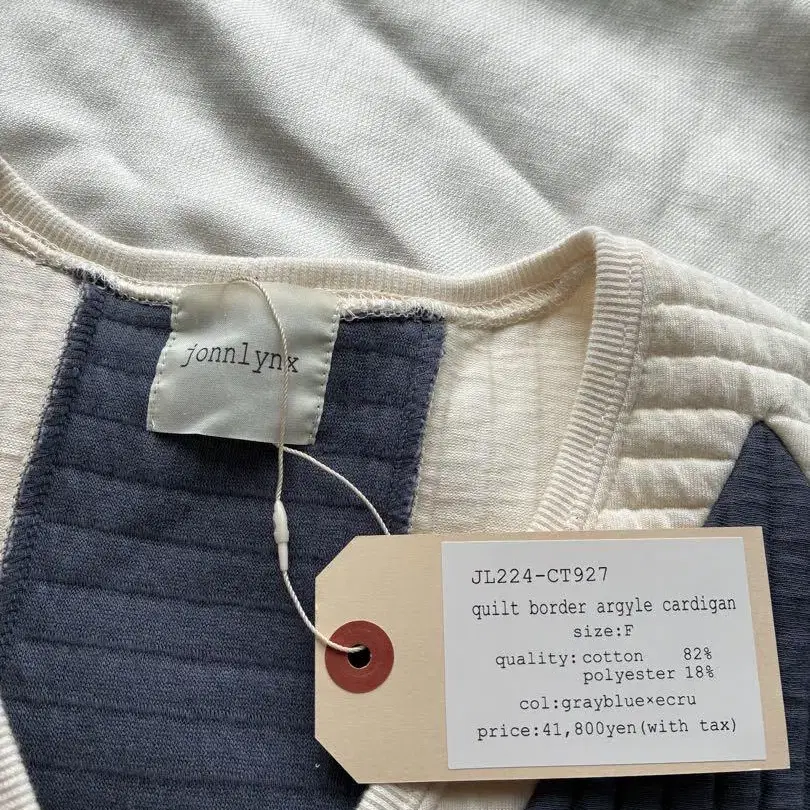 jonnlynx
JL224-CT927
quilt border argyle cardigan
size:F
quality: cotton 82%
polyester 18%
col:grayblue×ecru
price:41,800yen(with tax)